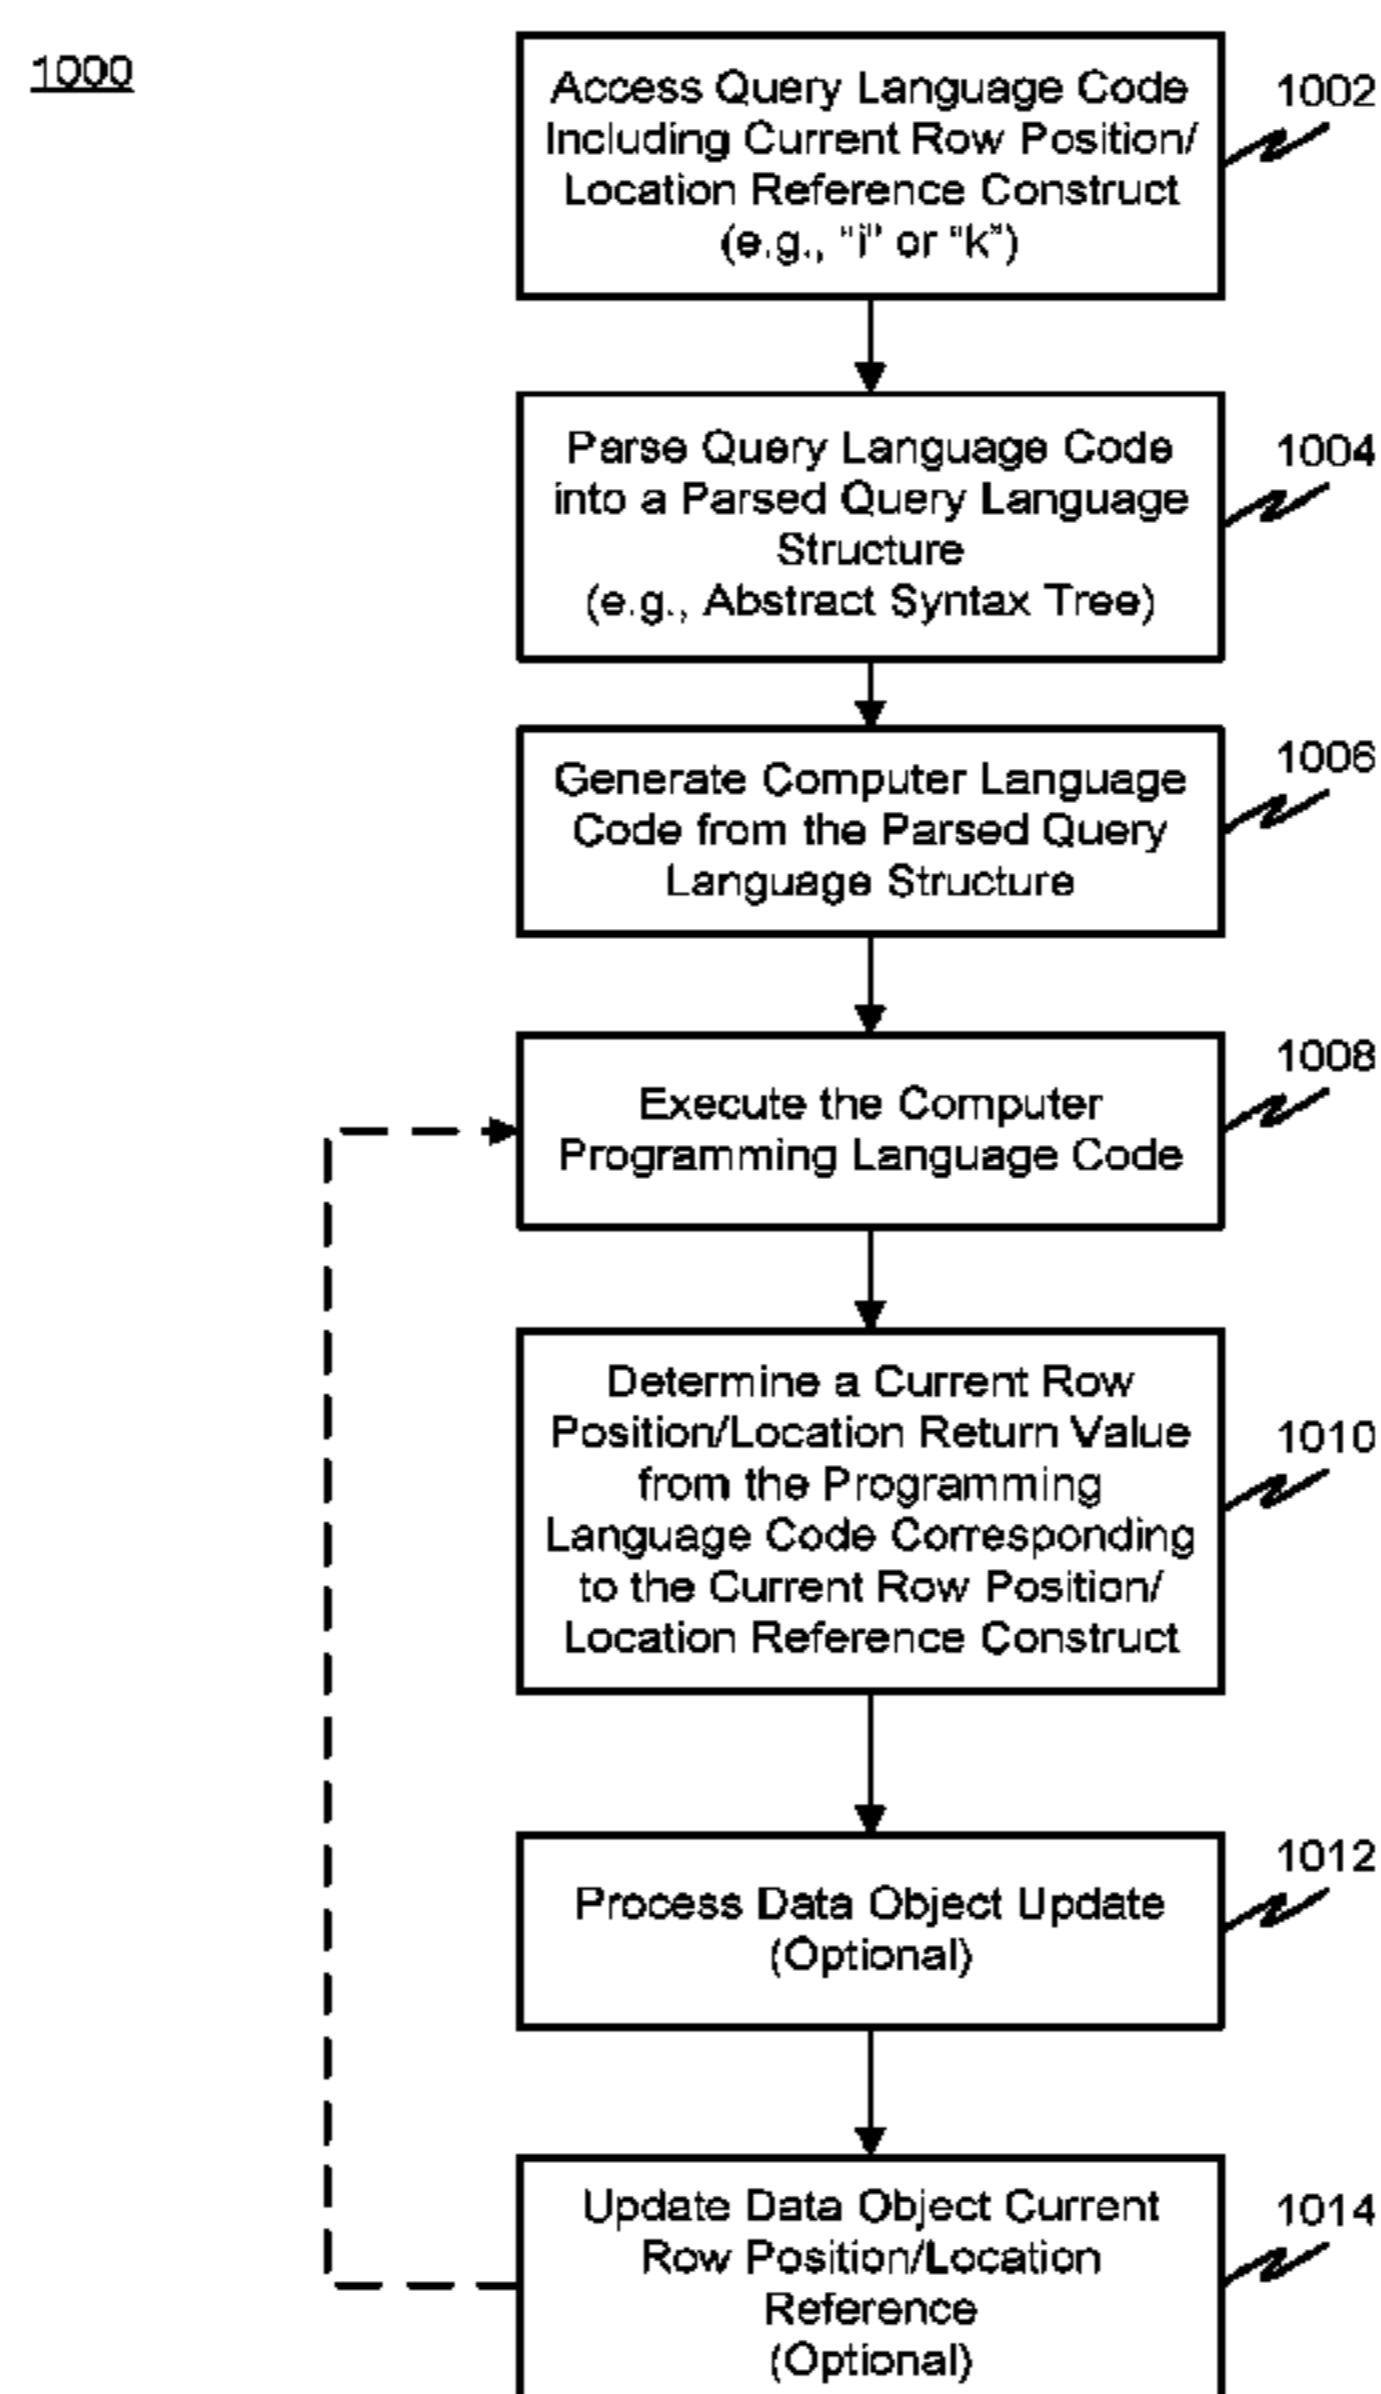 1000
Access Query Language Code
Including Current Row Position/
Location Reference Construct
(e.g., "i" or "k")
1002
Parse Query Language Code
into a Parsed Query Language
Structure
(e.g., Abstract Syntax Tree)
1004
Generate Computer Language
Code from the Parsed Query
Language Structure
1006
Execute the Computer
Programming Language Code
1008
Determine a Current Row
Position/Location Return Value
from the Programming
Language Code Corresponding
to the Current Row Position/
Location Reference Construct
1010
Process Data Object Update
(Optional)
1012
Update Data Object Current
Row Position/Location
Reference
(Optional)
1014